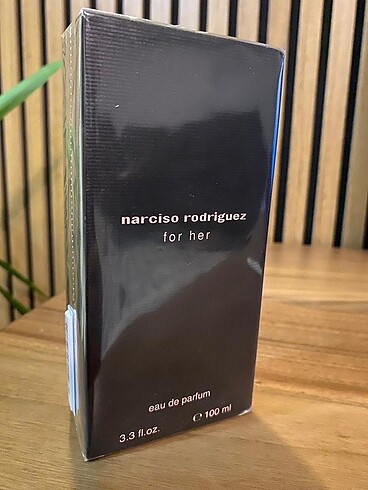 narciso rodriguez
for her
eau de parfum
3.3 fl.oz. ℮ 100 ml